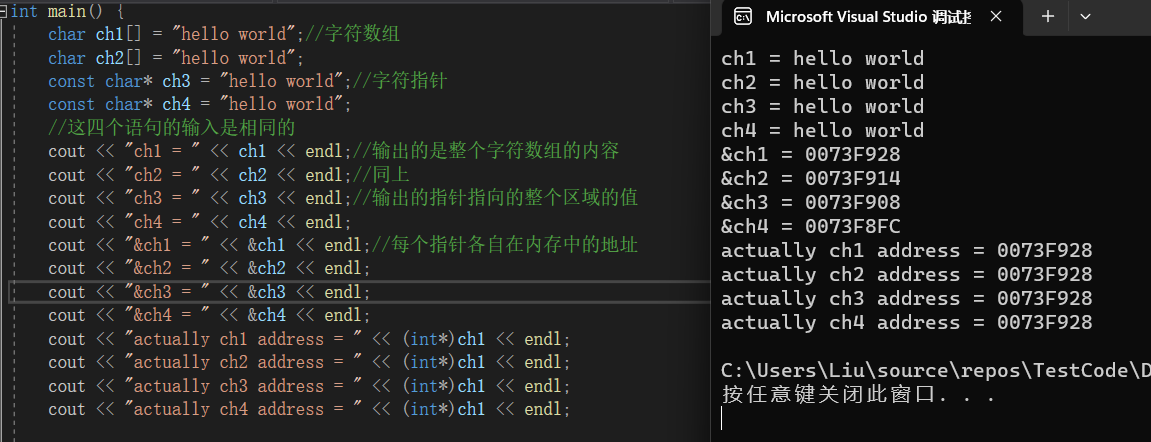 int main() {
char ch1[] = "hello world";//字符数组
char ch2[] = "hello world";
const char* ch3 = "hello world";//字符指针
const char* ch4 = "hello world";
//这四个语句的输入是相同的
cout << "ch1 = " << ch1 << endl;//输出的是整个字符数组的内容
cout << "ch2 = " << ch2 << endl;//同上
cout << "ch3 = " << ch3 << endl;//输出的指针指向的整个区域的值
cout << "ch4 = " << ch4 << endl;
cout << "&ch1 = " << &ch1 << endl;//每个指针各自在内存中的地址
cout << "&ch2 = " << &ch2 << endl;
cout << "&ch3 = " << &ch3 << endl;
cout << "&ch4 = " << &ch4 << endl;
cout << "actually ch1 address = " << (int*)ch1 << endl;
cout << "actually ch2 address = " << (int*)ch1 << endl;
cout << "actually ch3 address = " << (int*)ch1 << endl;
cout << "actually ch4 address = " << (int*)ch1 << endl;
Microsoft Visual Studio 调试
ch1 = hello world
ch2 = hello world
ch3 = hello world
ch4 = hello world
&ch1 = 0073F928
&ch2 = 0073F914
&ch3 = 0073F908
&ch4 = 0073F8FC
actually ch1 address = 0073F928
actually ch2 address = 0073F928
actually ch3 address = 0073F928
actually ch4 address = 0073F928
C:\Users\Liu\source\repos\TestCode\D
按任意键关闭此窗口. . .